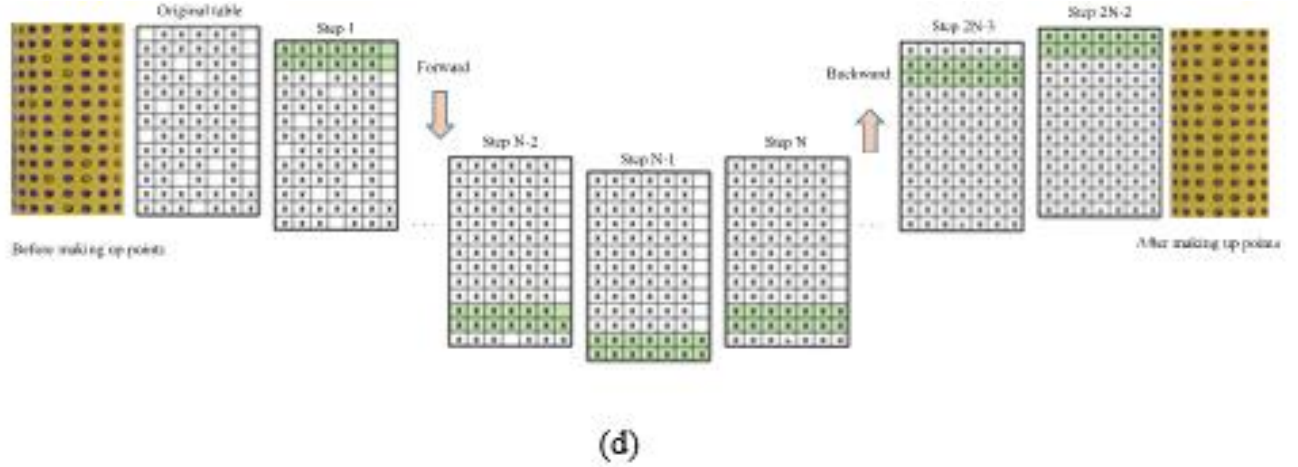 Original table
Step 1
Forward
Step N-2
Step N-1
Step N
Backward
Step 2N-3
Step 2N-2
Before making up points
After making up points
......
......
(d)